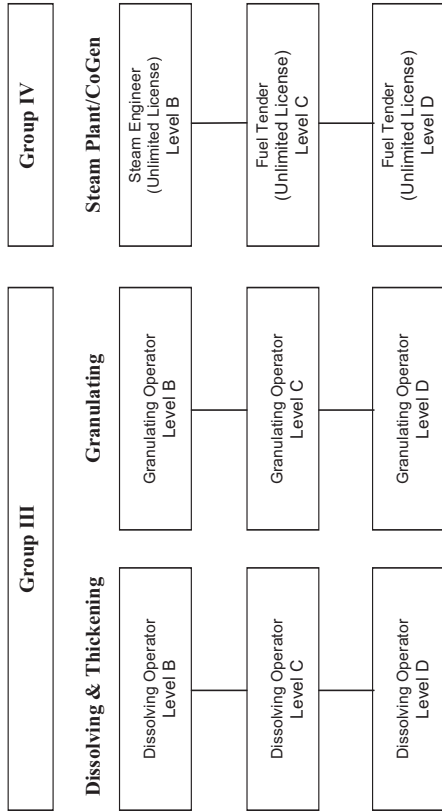 Group III
Group IV
Dissolving & Thickening
Granulating
Steam Plant/CoGen
Dissolving Operator
Level B
Granulating Operator
Level B
Steam Engineer
(Unlimited License)
Level B
Dissolving Operator
Level C
Granulating Operator
Level C
Fuel Tender
(Unlimited License)
Level C
Dissolving Operator
Level D
Granulating Operator
Level D
Fuel Tender
(Unlimited License)
Level D